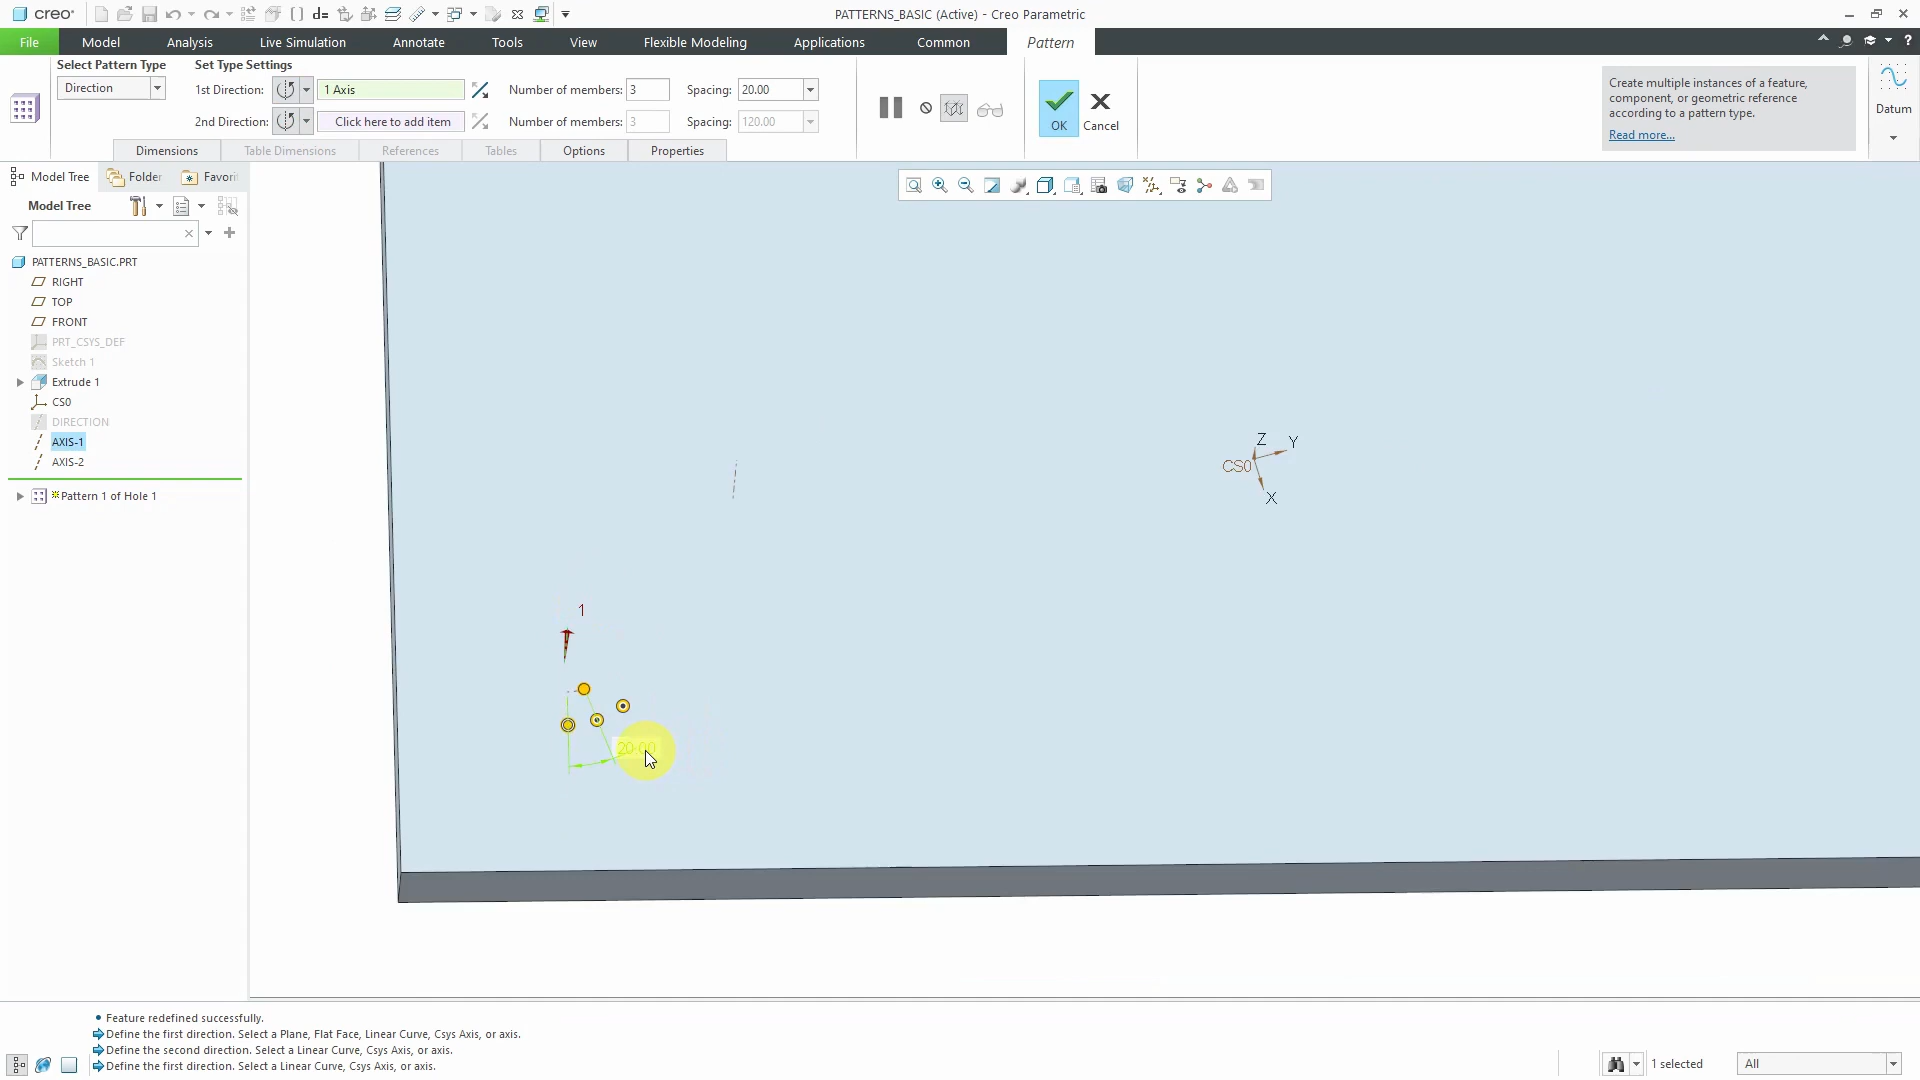 creo®
PATTERNS_BASIC (Active) - Creo Parametric
File Model Analysis Live Simulation Annotate Tools View Flexible Modeling Applications Common Pattern
Select Pattern Type Set Type Settings
Direction 1st Direction: 1 Axis Number of members: 3 Spacing: 20.00
2nd Direction: Click here to add item Number of members: 3 Spacing: 120.00
OK Cancel
Create multiple instances of a feature,
component, or geometric reference
according to a pattern type.
Read more...
Datum
Dimensions Table Dimensions References Tables Options Properties
Model Tree Folder Favori
Model Tree
PATTERNS_BASIC.PRT
RIGHT
TOP
FRONT
PRT_CSYS_DEF
Sketch 1
Extrude 1
CS0
DIRECTION
AXIS-1
AXIS-2
Pattern 1 of Hole 1
Z Y
CS0
X
1
20.00
Feature redefined successfully.
Define the first direction. Select a Plane, Flat Face, Linear Curve, Csys Axis, or axis.
Define the second direction. Select a Linear Curve, Csys Axis, or axis.
Define the first direction. Select a Linear Curve, Csys Axis, or axis.
1 selected All